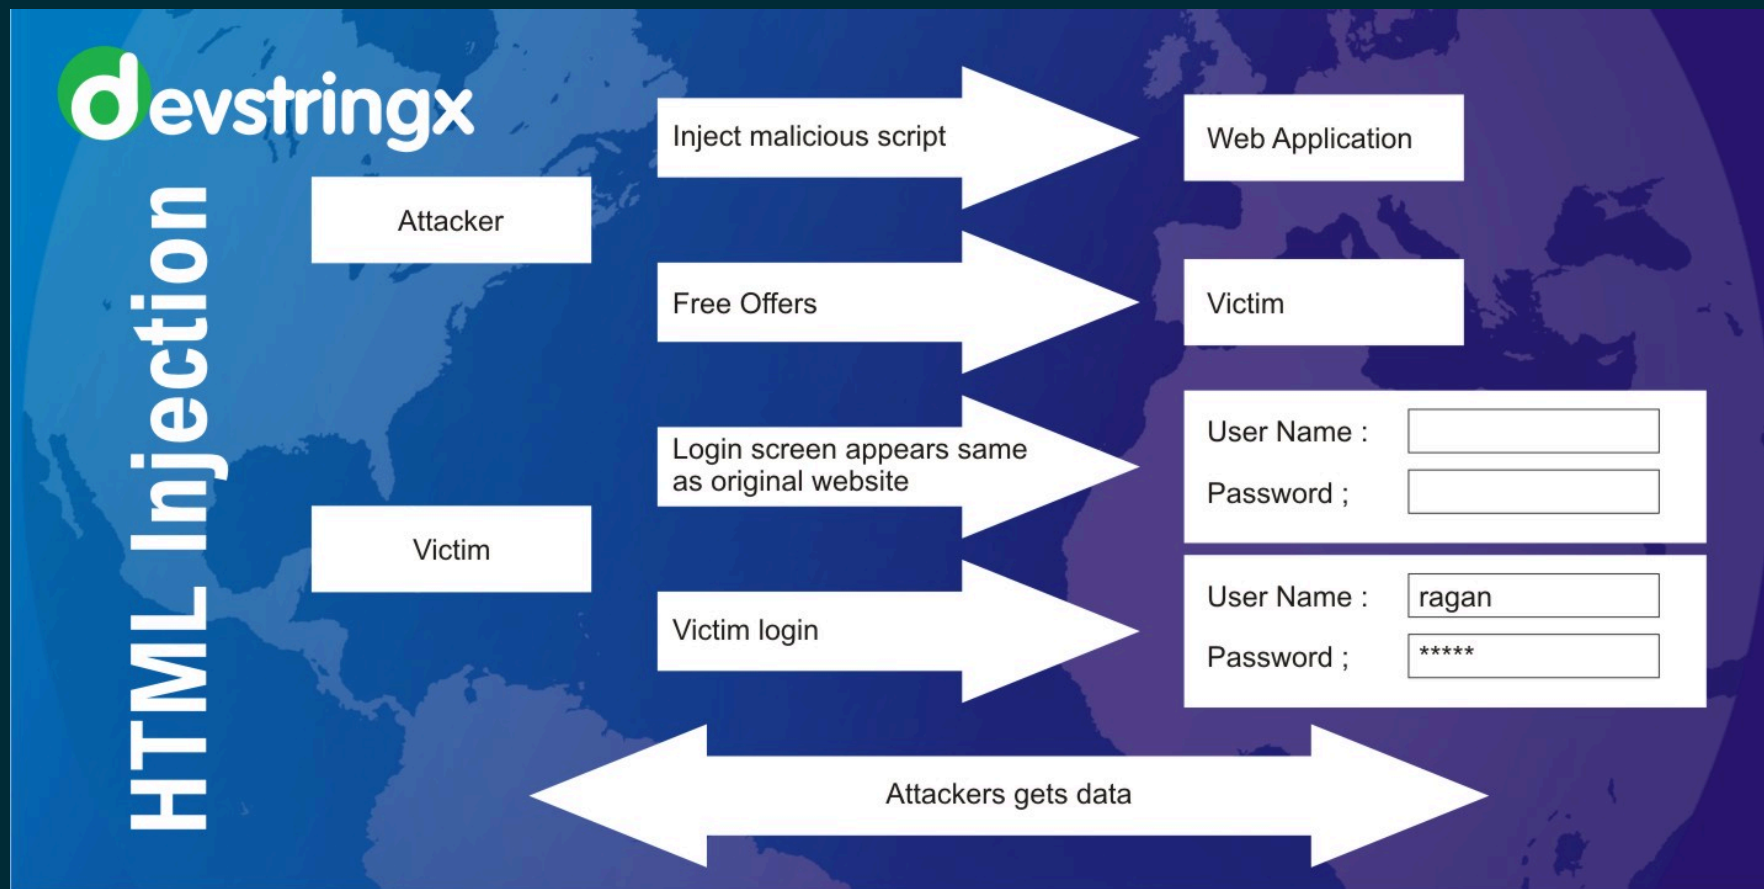 devstringx
HTML Injection
Attacker
Inject malicious script
Web Application
Free Offers
Victim
Victim
Login screen appears same
as original website
User Name :
Password ;
Victim login
User Name : ragan
Password ; *****
Attackers gets data